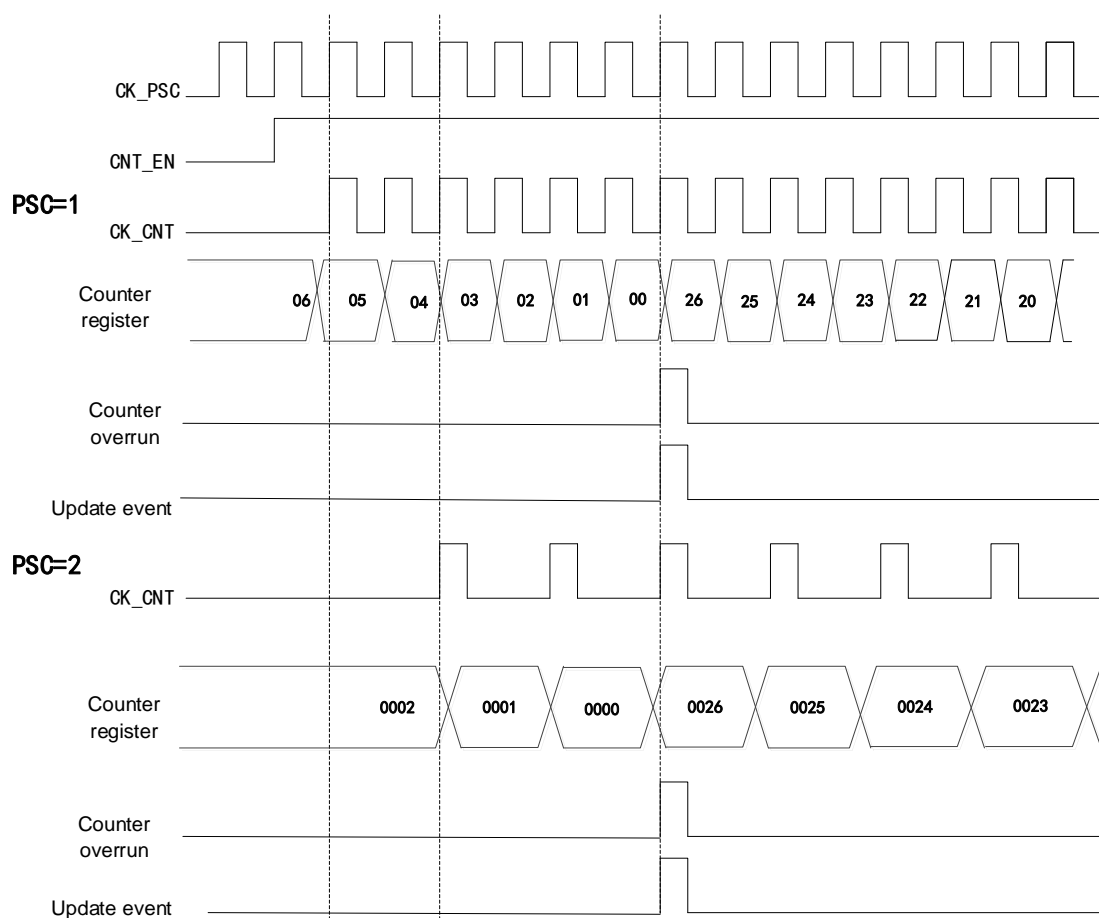 CK_PSC
CNT_EN
PSC=1
CK_CNT
Counter
register
06 05 04 03 02 01 00 26 25 24 23 22 21 20
Counter
overrun
Update event
PSC=2
CK_CNT
Counter
register
0002 0001 0000 0026 0025 0024 0023
Counter
overrun
Update event